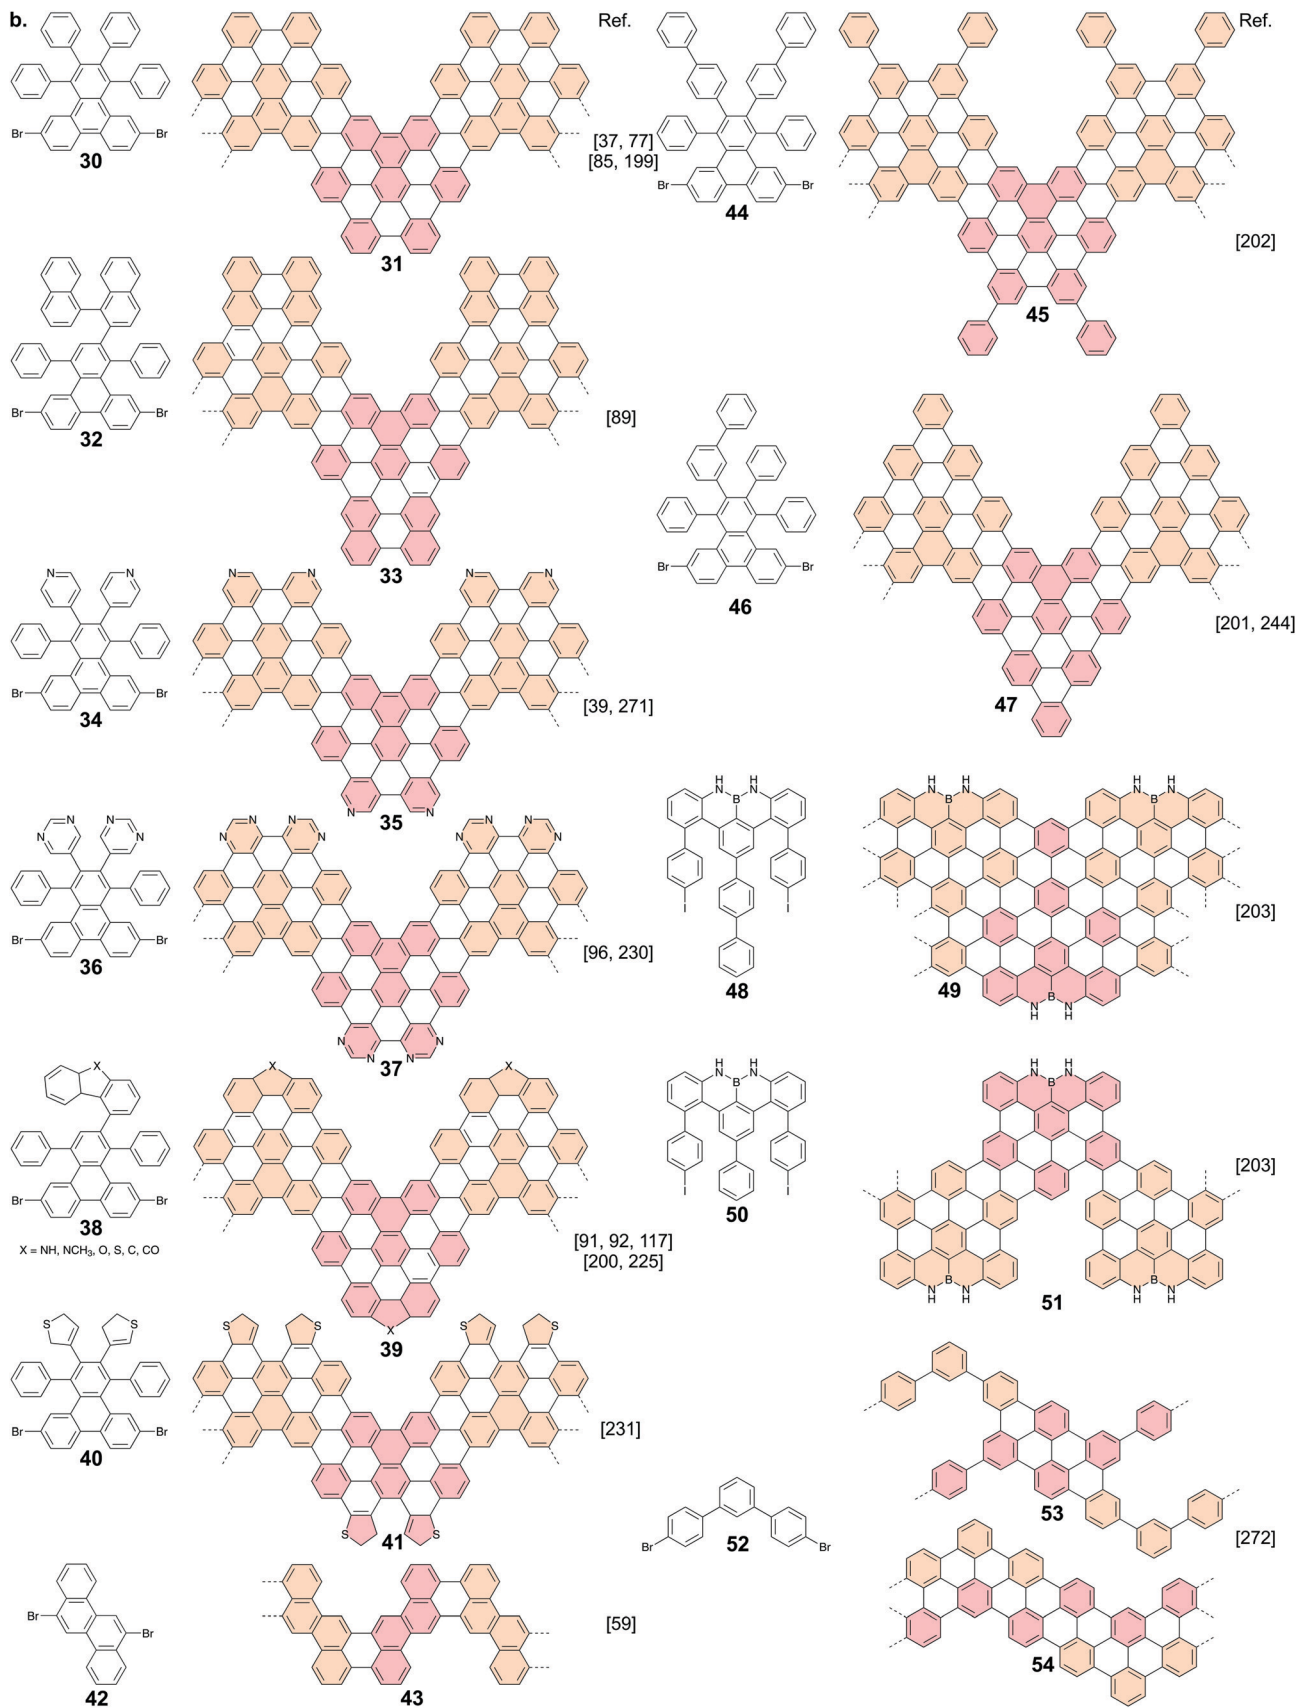 b.
Ref.
Br Br
30
31
[37, 77]
[85, 199]
Br Br
32
33
[89]
N N
Br Br
34
N N N N
N N
35
[39, 271]
N N N N
Br Br
36
N N N N N N N N
N N N N
37
[96, 230]
X
Br Br
38
X = NH, NCH₃, O, S, C, CO
X X
X
39
[91, 92, 117]
[200, 225]
S S
Br Br
40
S S S S
S S
41
[231]
Br
Br
42
43
[59]
Ref.
Br Br
44
45
[202]
Br Br
46
47
[201, 244]
H H
N B N
I I
48
H H H H
N B N N B N
N B N
H H
49
[203]
H H
N B N
I I
50
H H
N B N
N B N N B N
H H H H
51
[203]
Br Br
52
53
[272]
54